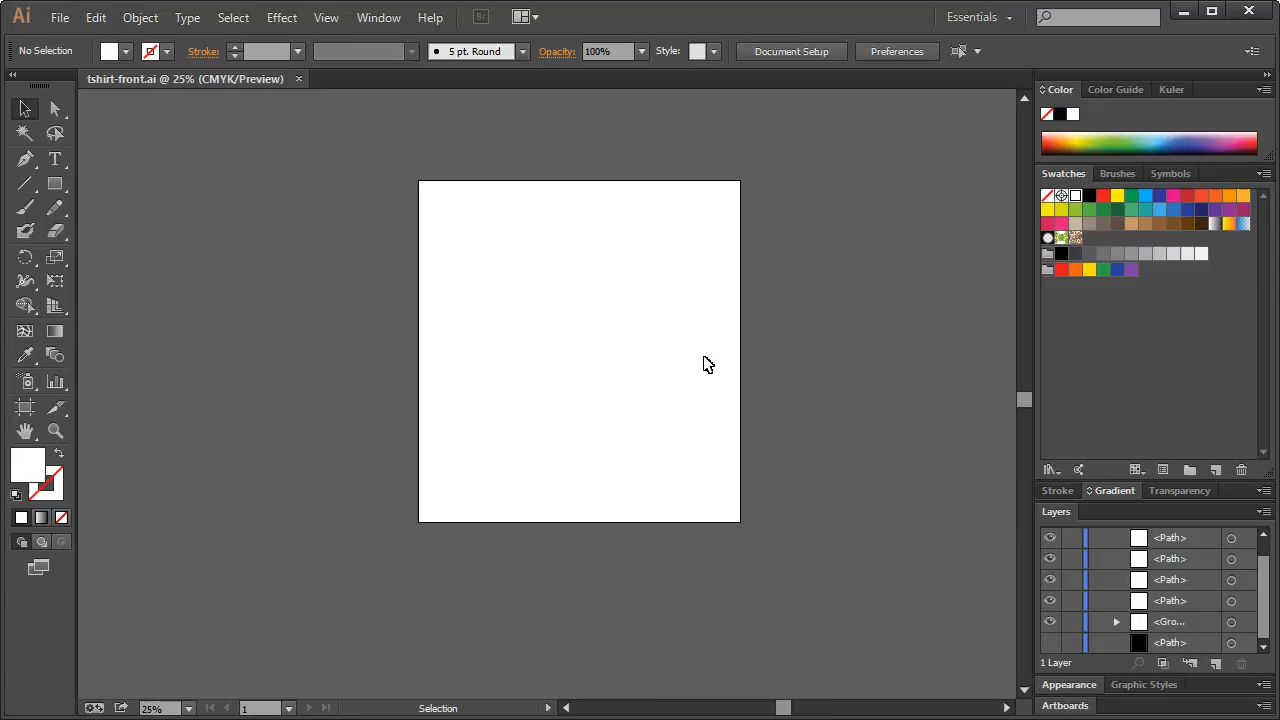 Ai File Edit Object Type Select Effect View Window Help Br Essentials
No Selection Stroke: 5 pt. Round Opacity: 100% Style: Document Setup Preferences
tshirt-front.ai @ 25% (CMYK/Preview)
Color Color Guide Kuler
Swatches Brushes Symbols
Stroke Gradient Transparency
Layers
<Path>
<Path>
<Path>
<Path>
<Gro...
<Path>
1 Layer
Appearance Graphic Styles
Artboards
25% 1 Selection